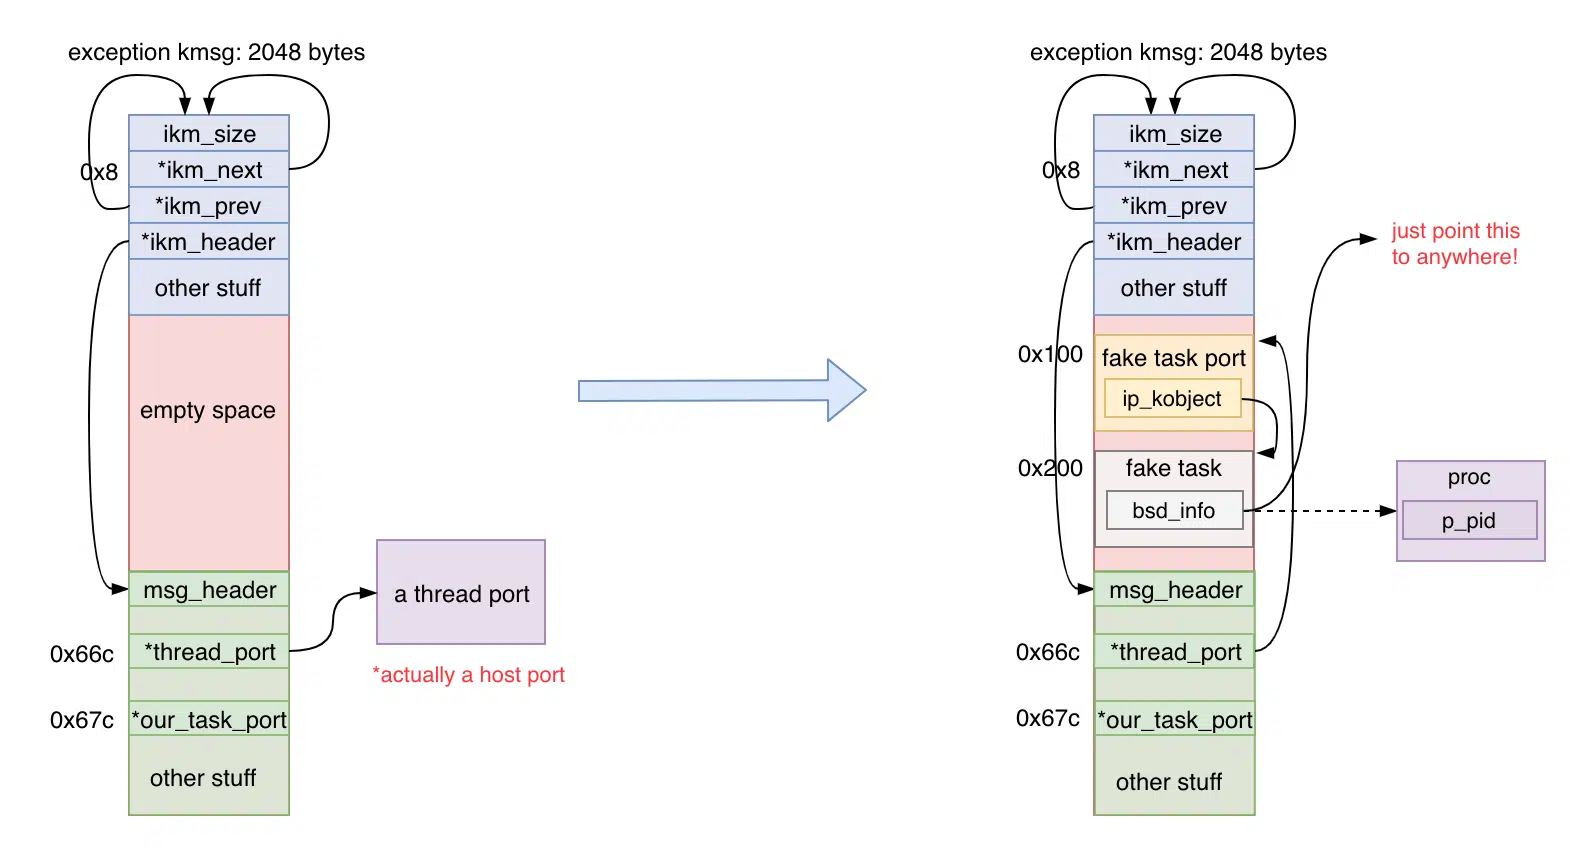 exception kmsg: 2048 bytes
ikm_size
0x8
*ikm_next
*ikm_prev
*ikm_header
other stuff
empty space
msg_header
a thread port
0x66c
*thread_port
*actually a host port
0x67c
*our_task_port
other stuff
exception kmsg: 2048 bytes
ikm_size
0x8
*ikm_next
*ikm_prev
*ikm_header
just point this
to anywhere!
other stuff
0x100
fake task port
ip_kobject
0x200
fake task
bsd_info
proc
p_pid
msg_header
0x66c
*thread_port
0x67c
*our_task_port
other stuff